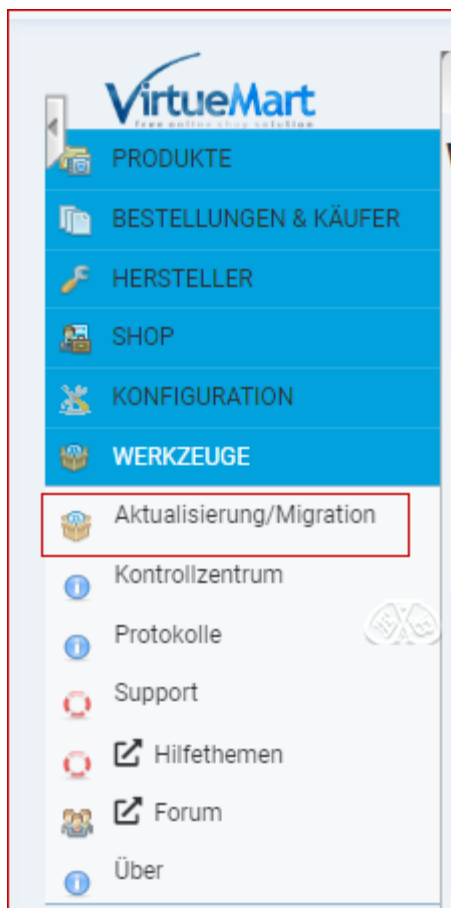 VirtueMart
free online shop solution
PRODUKTE
BESTELLUNGEN & KÄUFER
HERSTELLER
SHOP
KONFIGURATION
WERKZEUGE
Aktualisierung/Migration
Kontrollzentrum
Protokolle
Support
Hilfethemen
Forum
Über